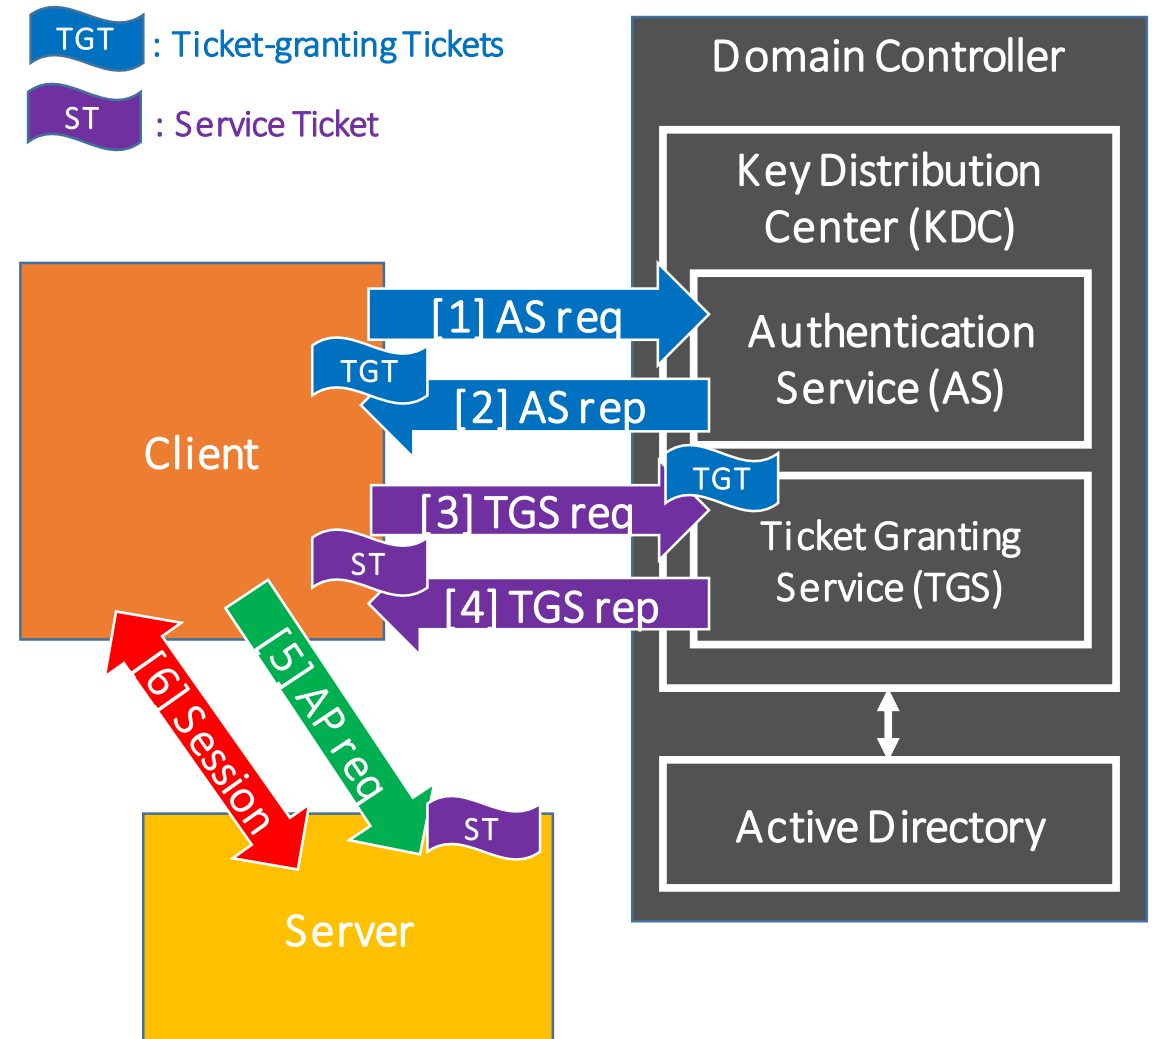 TGT : Ticket-granting Tickets
ST : Service Ticket
Domain Controller
Key Distribution
Center (KDC)
[1] AS req
Authentication
Service (AS)
TGT
[2] AS rep
Client
TGT
[3] TGS req
Ticket Granting
Service (TGS)
ST
[4] TGS rep
[5] AP req
[6] Session
ST
Active Directory
Server